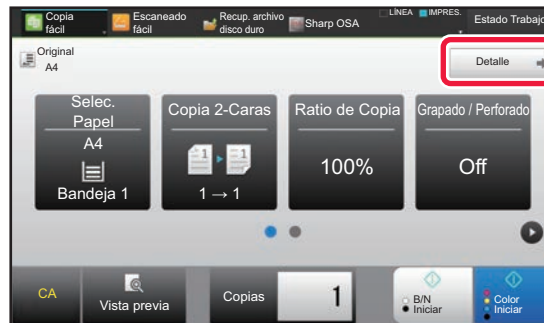 Copia
fácil
Escaneado
fácil
Recup. archivo
disco duro
Sharp OSA
LÍNEA
IMPRES.
Estado Trabajo
Original
A4
Detalle
Selec.
Papel
A4
Bandeja 1
Copia 2-Caras
1
1
1 → 1
Ratio de Copia
100%
Grapado / Perforado
Off
CA
Vista previa
Copias
1
B/N
Iniciar
Color
Iniciar